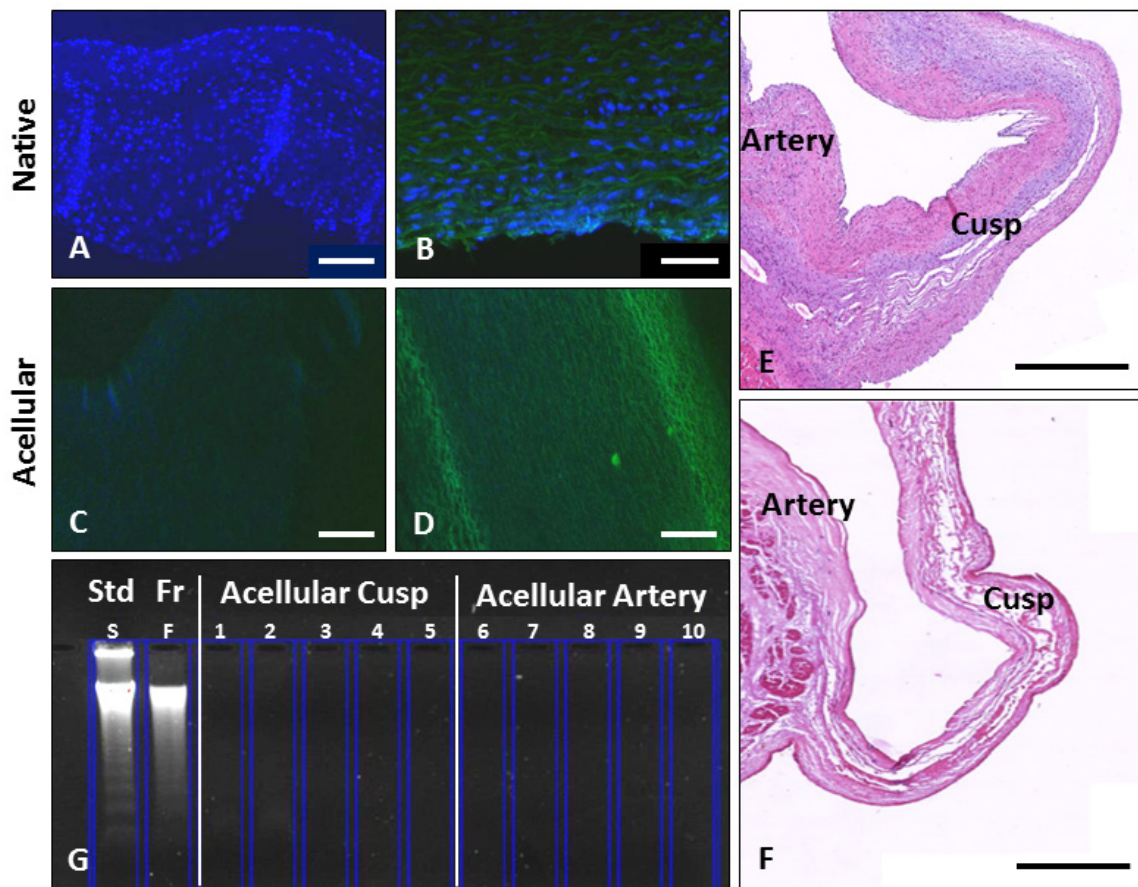 Native
A
B
Acellular
C
D
Artery
Cusp
E
Artery
Cusp
F
Std Fr Acellular Cusp Acellular Artery
S F 1 2 3 4 5 6 7 8 9 10
G